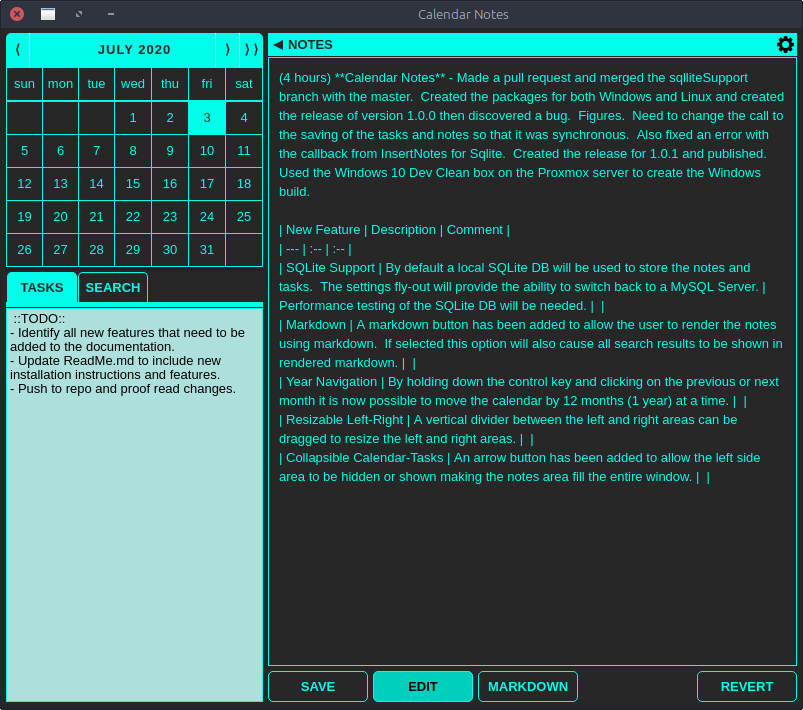 Calendar Notes
⟨ JULY 2020 ⟩ ⟩⟩
sun mon tue wed thu fri sat
1 2 3 4
5 6 7 8 9 10 11
12 13 14 15 16 17 18
19 20 21 22 23 24 25
26 27 28 29 30 31
TASKS SEARCH
::TODO::
- Identify all new features that need to be
added to the documentation.
- Update ReadMe.md to include new
installation instructions and features.
- Push to repo and proof read changes.
NOTES
(4 hours) **Calendar Notes** - Made a pull request and merged the sqlliteSupport
branch with the master.  Created the packages for both Windows and Linux and created
the release of version 1.0.0 then discovered a bug.  Figures.  Need to change the call to
the saving of the tasks and notes so that it was synchronous.  Also fixed an error with
the callback from InsertNotes for Sqlite.  Created the release for 1.0.1 and published.
Used the Windows 10 Dev Clean box on the Proxmox server to create the Windows
build.
| New Feature | Description | Comment |
| --- | :-- | :-- |
| SQLite Support | By default a local SQLite DB will be used to store the notes and
tasks.  The settings fly-out will provide the ability to switch back to a MySQL Server. |
Performance testing of the SQLite DB will be needed. |  |
| Markdown | A markdown button has been added to allow the user to render the notes
using markdown.  If selected this option will also cause all search results to be shown in
rendered markdown. |  |
| Year Navigation | By holding down the control key and clicking on the previous or next
month it is now possible to move the calendar by 12 months (1 year) at a time. |  |
| Resizable Left-Right | A vertical divider between the left and right areas can be
dragged to resize the left and right areas. |  |
| Collapsible Calendar-Tasks | An arrow button has been added to allow the left side
area to be hidden or shown making the notes area fill the entire window. |  |
SAVE EDIT MARKDOWN REVERT